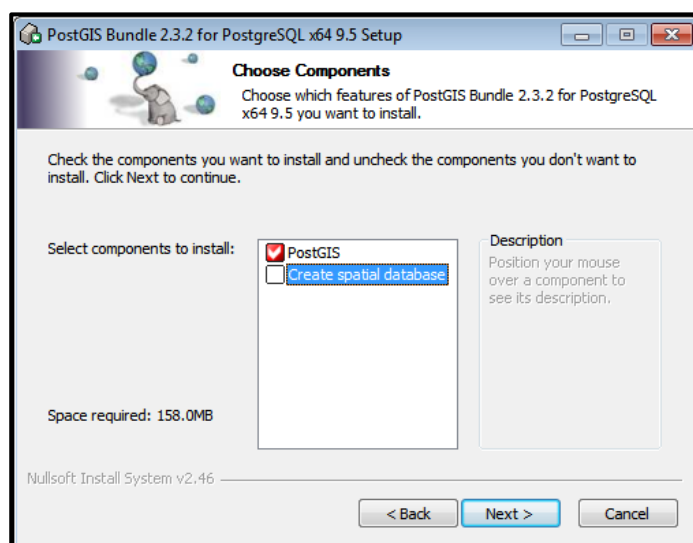 PostGIS Bundle 2.3.2 for PostgreSQL x64 9.5 Setup
Choose Components
Choose which features of PostGIS Bundle 2.3.2 for PostgreSQL
x64 9.5 you want to install.
Check the components you want to install and uncheck the components you don't want to
install. Click Next to continue.
Select components to install:
PostGIS
Create spatial database
Description
Position your mouse
over a component to
see its description.
Space required: 158.0MB
Nullsoft Install System v2.46
< Back
Next >
Cancel